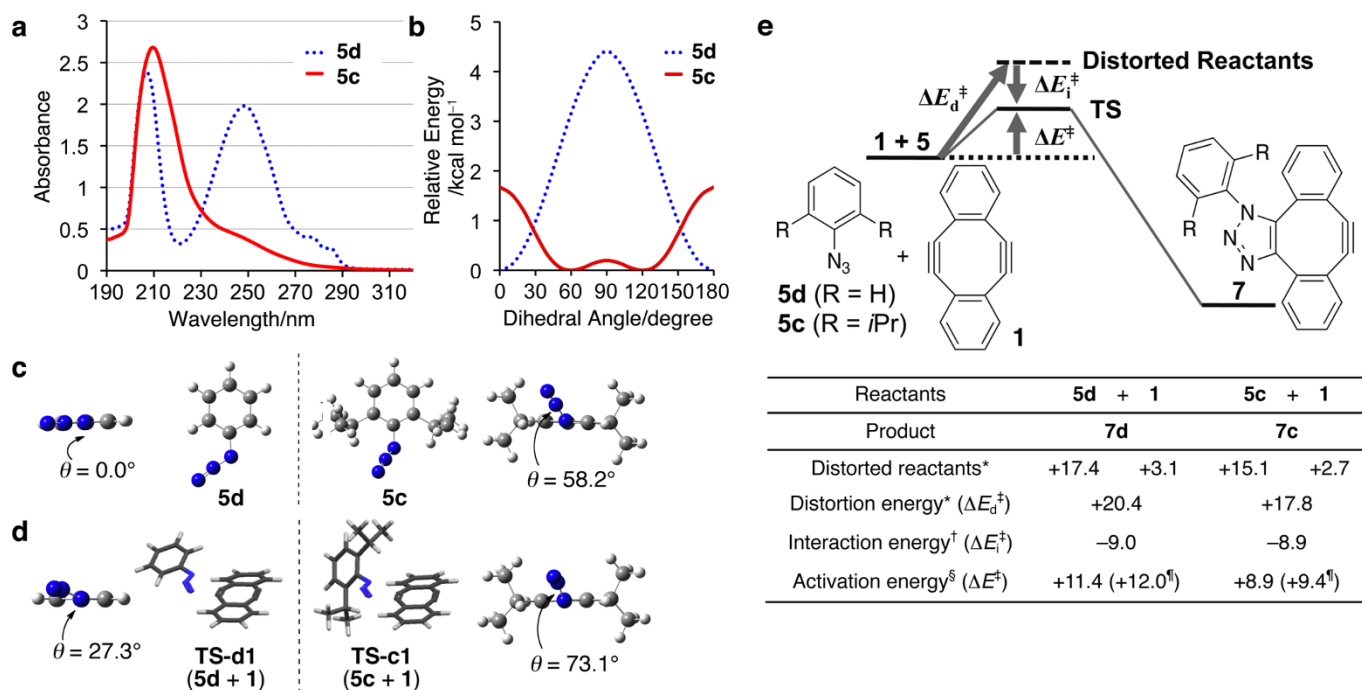 a
Absorbance
3
2.5
2
1.5
1
0.5
0
190 210 230 250 270 290 310
Wavelength/nm
5d
5c
b
Relative Energy
/kcal mol⁻¹
5
4
3
2
1
0
0 30 60 90 120150180
Dihedral Angle/degree
5d
5c
c
θ = 0.0°
5d
5c
θ = 58.2°
d
θ = 27.3°
TS-d1
(5d + 1)
TS-c1
(5c + 1)
θ = 73.1°
e
Distorted Reactants
ΔEd‡
ΔEi‡
TS
1 + 5
ΔE‡
R
R
N3
+
5d (R = H)
5c (R = iPr)
1
R
R
N
N
N
7
Reactants 5d + 1 5c + 1
Product 7d 7c
Distorted reactants* +17.4 +3.1 +15.1 +2.7
Distortion energy* (ΔEd‡) +20.4 +17.8
Interaction energy† (ΔEi‡) –9.0 –8.9
Activation energy§ (ΔE‡) +11.4 (+12.0¶) +8.9 (+9.4¶)